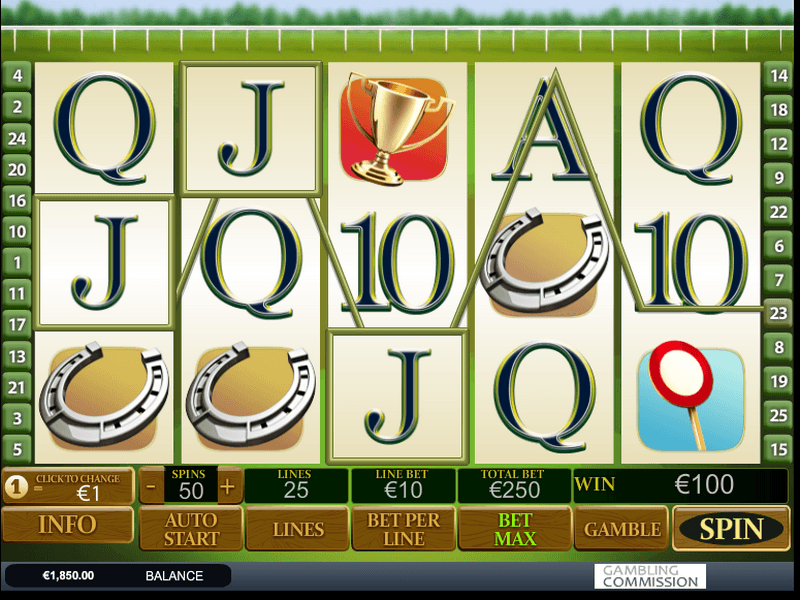 4
14
Q
J
A
Q
2
18
24
12
20
9
16
22
J
Q
10
10
10
6
1
7
11
23
17
13
8
J
Q
21
19
3
25
5
15
1
CLICK TO CHANGE
= €1
-
SPINS
50
+
LINES
25
LINE BET
€10
TOTAL BET
€250
WIN
€100
INFO
AUTO
START
LINES
BET PER
LINE
BET
MAX
GAMBLE
SPIN
€1,850.00
BALANCE
GAMBLING
COMMISSION